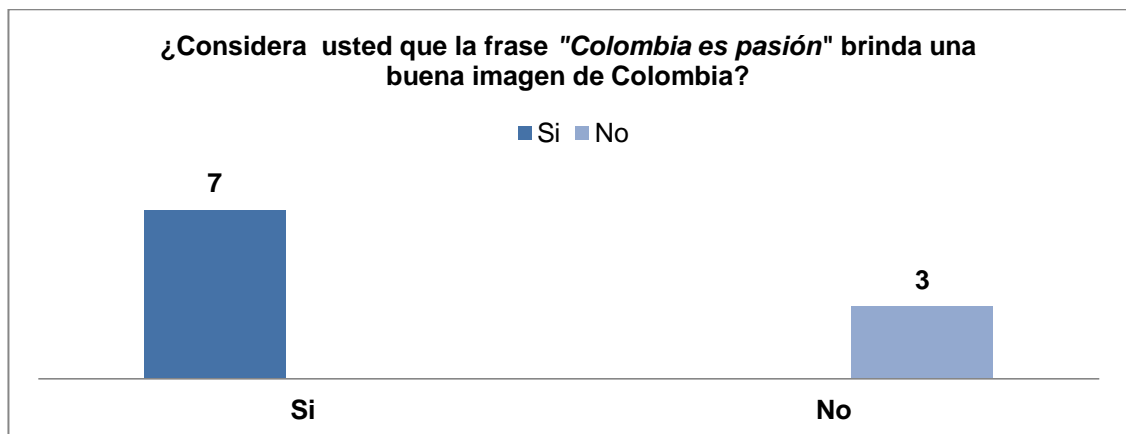 ¿Considera usted que la frase "Colombia es pasión" brinda una
buena imagen de Colombia?
Si No
7
3
Si No